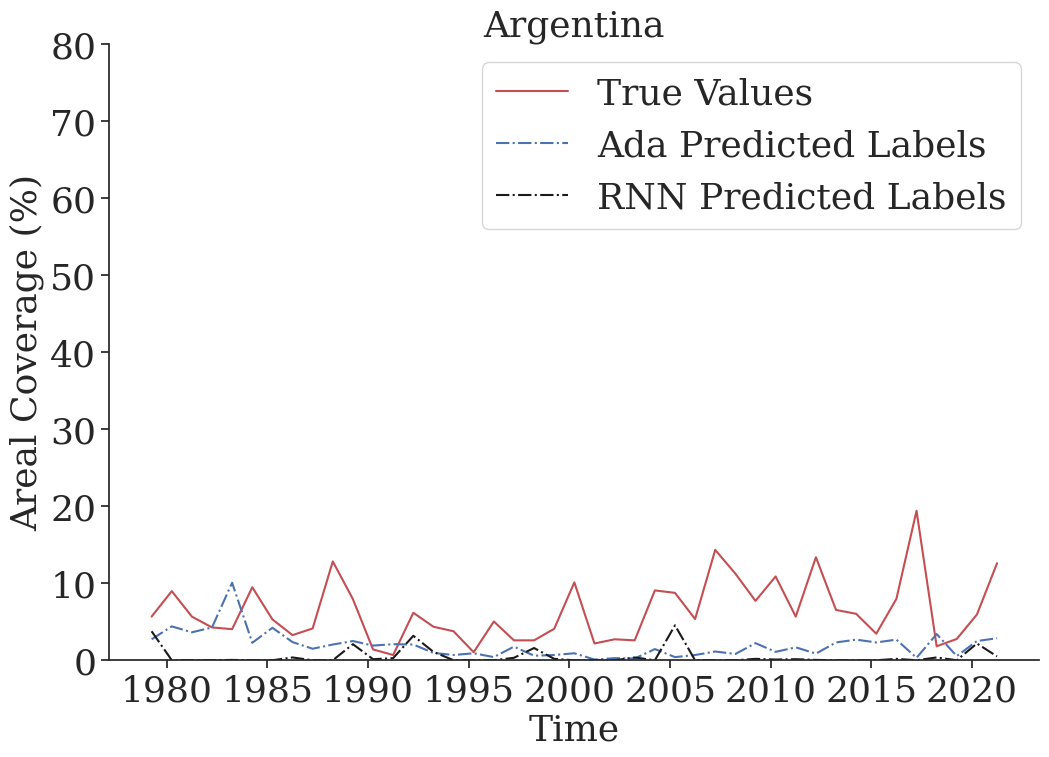 Argentina
True Values
Ada Predicted Labels
RNN Predicted Labels
Areal Coverage (%)
80
70
60
50
40
30
20
10
0
1980 1985 1990 1995 2000 2005 2010 2015 2020
Time